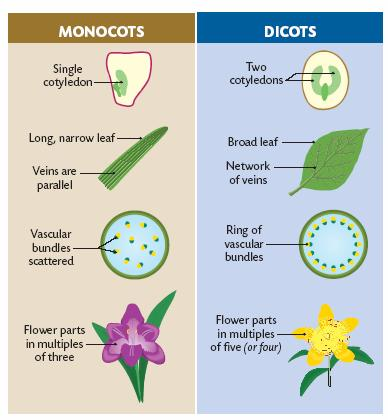 MONOCOTS
Single
cotyledon
Long, narrow leaf
Veins are
parallel
Vascular
bundles
scattered
Flower parts
in multiples
of three
DICOTS
Two
cotyledons
Broad leaf
Network
of veins
Ring of
vascular
bundles
Flower parts
in multiples
of five (or four)